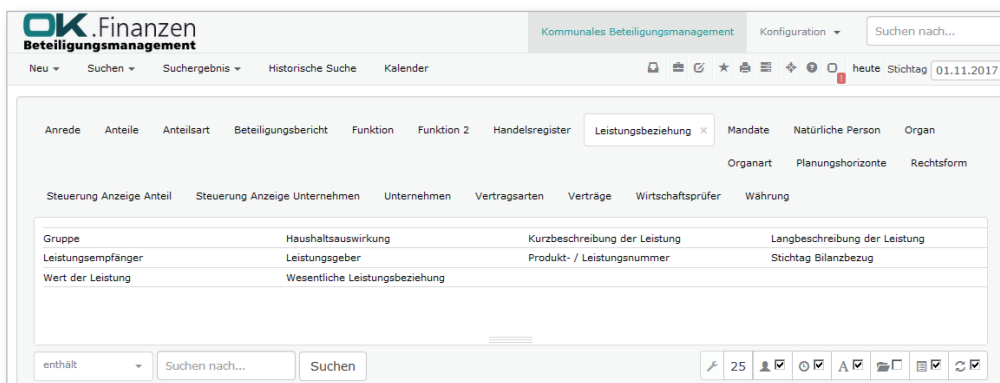 OK.Finanzen
Beteiligungsmanagement
Kommunales Beteiligungsmanagement Konfiguration Suchen nach...
Neu Suchen Suchergebnis Historische Suche Kalender heute Stichtag 01.11.2017
Anrede Anteile Anteilsart Beteiligungsbericht Funktion Funktion 2 Handelsregister Leistungsbeziehung × Mandate Natürliche Person Organ
Organart Planungshorizonte Rechtsform
Steuerung Anzeige Anteil Steuerung Anzeige Unternehmen Unternehmen Vertragsarten Verträge Wirtschaftsprüfer Währung
Gruppe Haushaltsauswirkung Kurzbeschreibung der Leistung Langbeschreibung der Leistung
Leistungsempfänger Leistungsgeber Produkt- / Leistungsnummer Stichtag Bilanzbezug
Wert der Leistung Wesentliche Leistungsbeziehung
enthält Suchen nach... Suchen 25 A